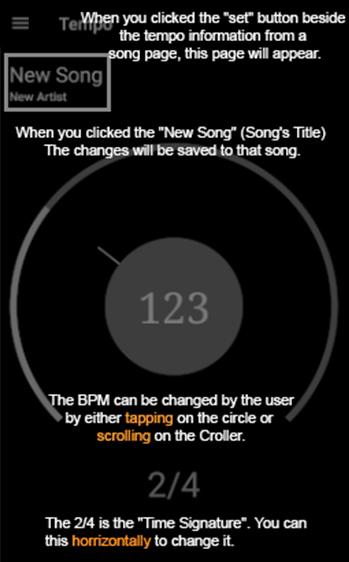 Tempo
When you clicked the "set" button beside
the tempo information from a
song page, this page will appear.
New Song
New Artist
When you clicked the "New Song" (Song's Title)
The changes will be saved to that song.
123
The BPM can be changed by the user
by either tapping on the circle or
scrolling on the Croller.
2/4
The 2/4 is the "Time Signature". You can
this horrizontally to change it.